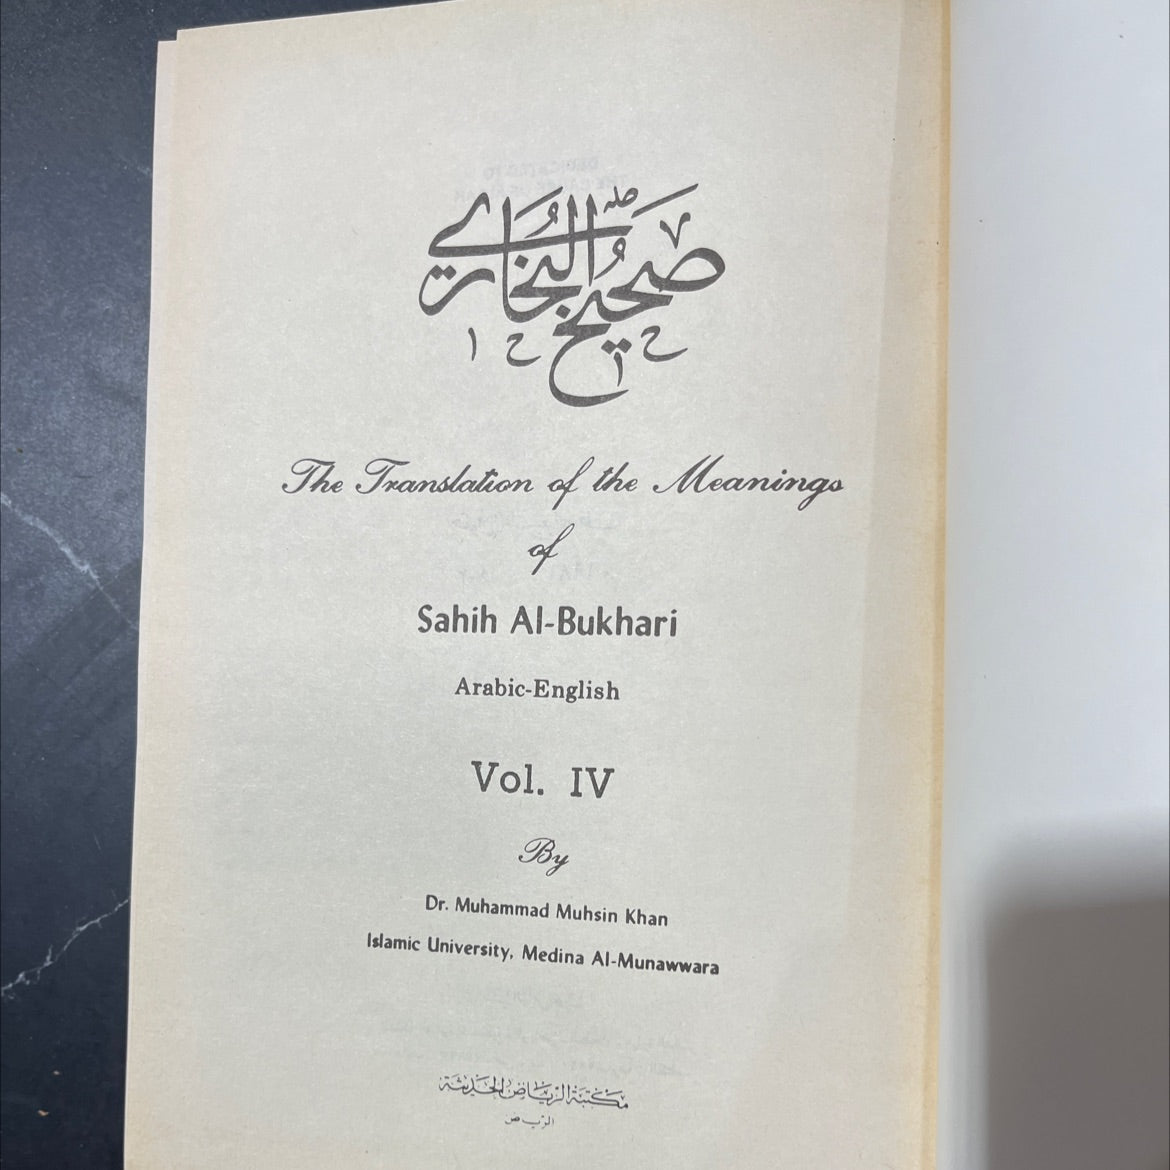 صحيح البخاري
The Translation of the Meanings
of
Sahih Al-Bukhari
Arabic-English
Vol. IV
By
Dr. Muhammad Muhsin Khan
Islamic University, Medina Al-Munawwara
مكتبة الرياض الحديثة